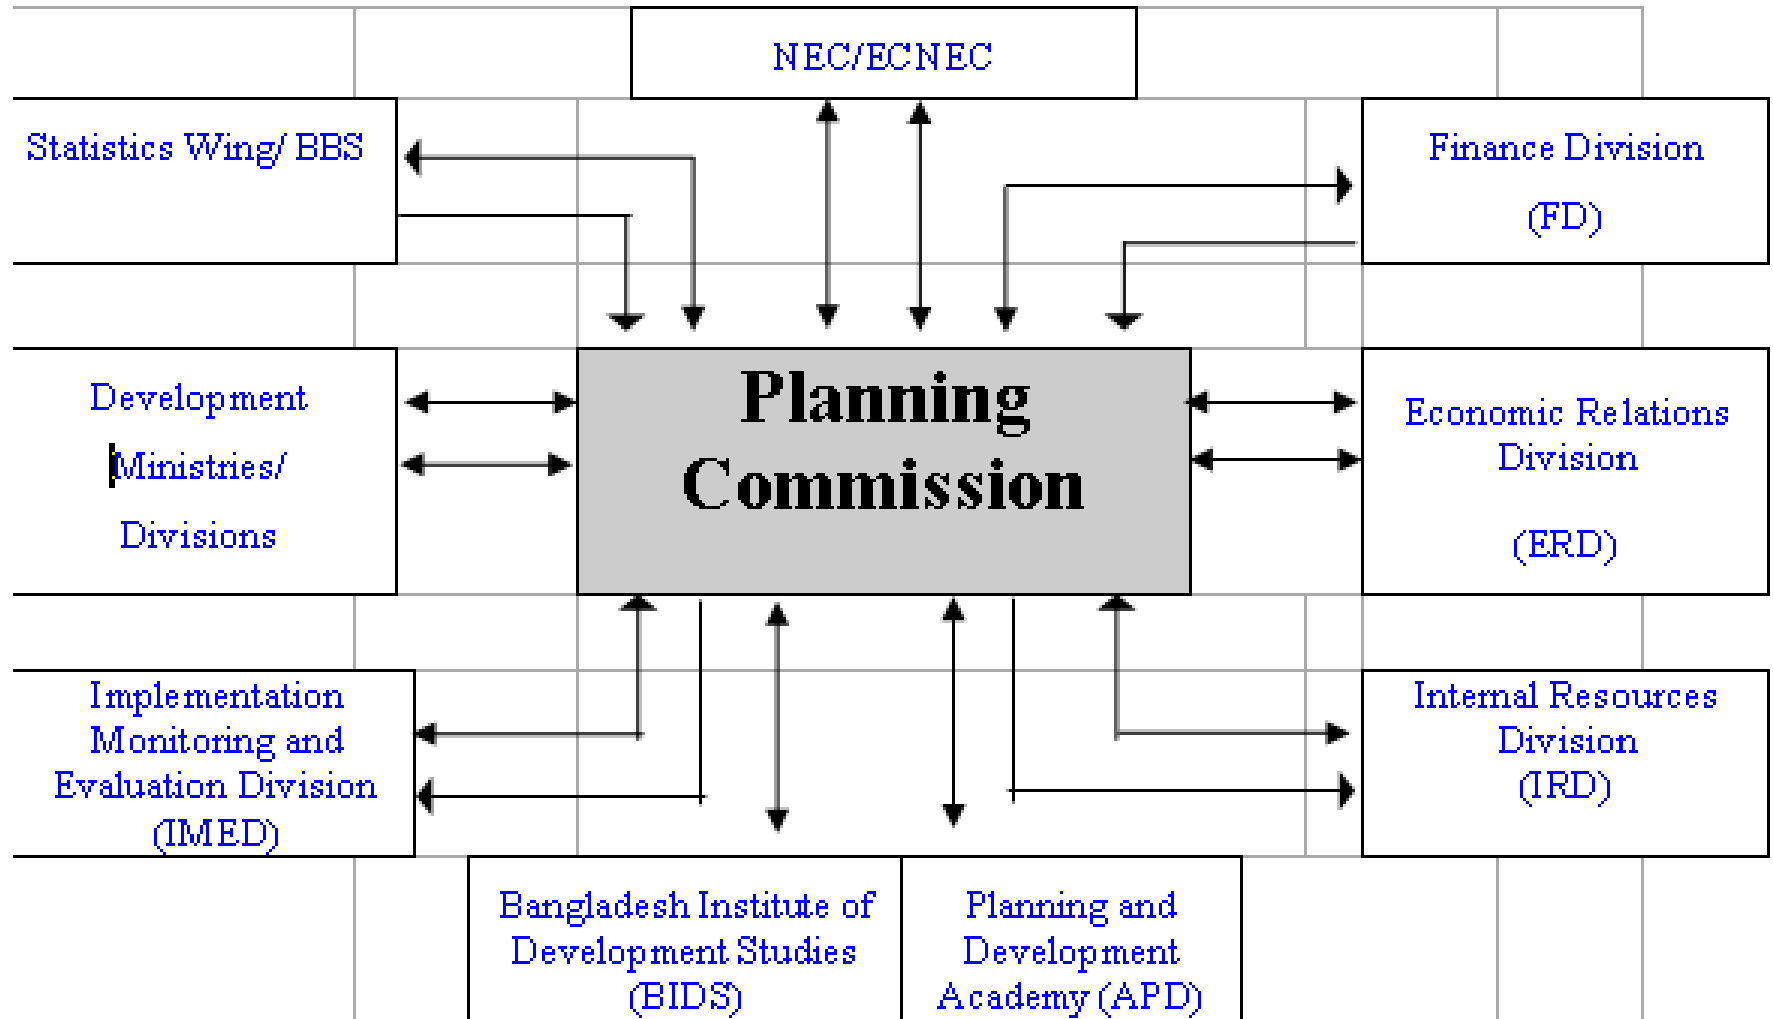 NEC/ECNEC
Statistics Wing/ BBS
Finance Division
(FD)
Development
Ministries/
Divisions
Planning
Commission
Economic Relations
Division
(ERD)
Implementation
Monitoring and
Evaluation Division
(IMED)
Internal Resources
Division
(IRD)
Bangladesh Institute of
Development Studies
(BIDS)
Planning and
Development
Academy (APD)